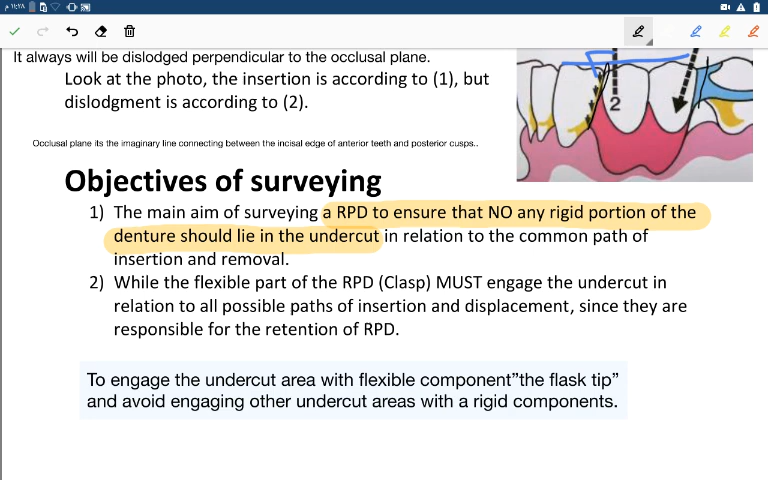 م ١١:٢٨
It always will be dislodged perpendicular to the occlusal plane.
Look at the photo, the insertion is according to (1), but
dislodgment is according to (2).
2
Occlusal plane its the imaginary line connecting between the incisal edge of anterior teeth and posterior cusps..
Objectives of surveying
1) The main aim of surveying a RPD to ensure that NO any rigid portion of the
denture should lie in the undercut in relation to the common path of
insertion and removal.
2) While the flexible part of the RPD (Clasp) MUST engage the undercut in
relation to all possible paths of insertion and displacement, since they are
responsible for the retention of RPD.
To engage the undercut area with flexible component”the flask tip”
and avoid engaging other undercut areas with a rigid components.